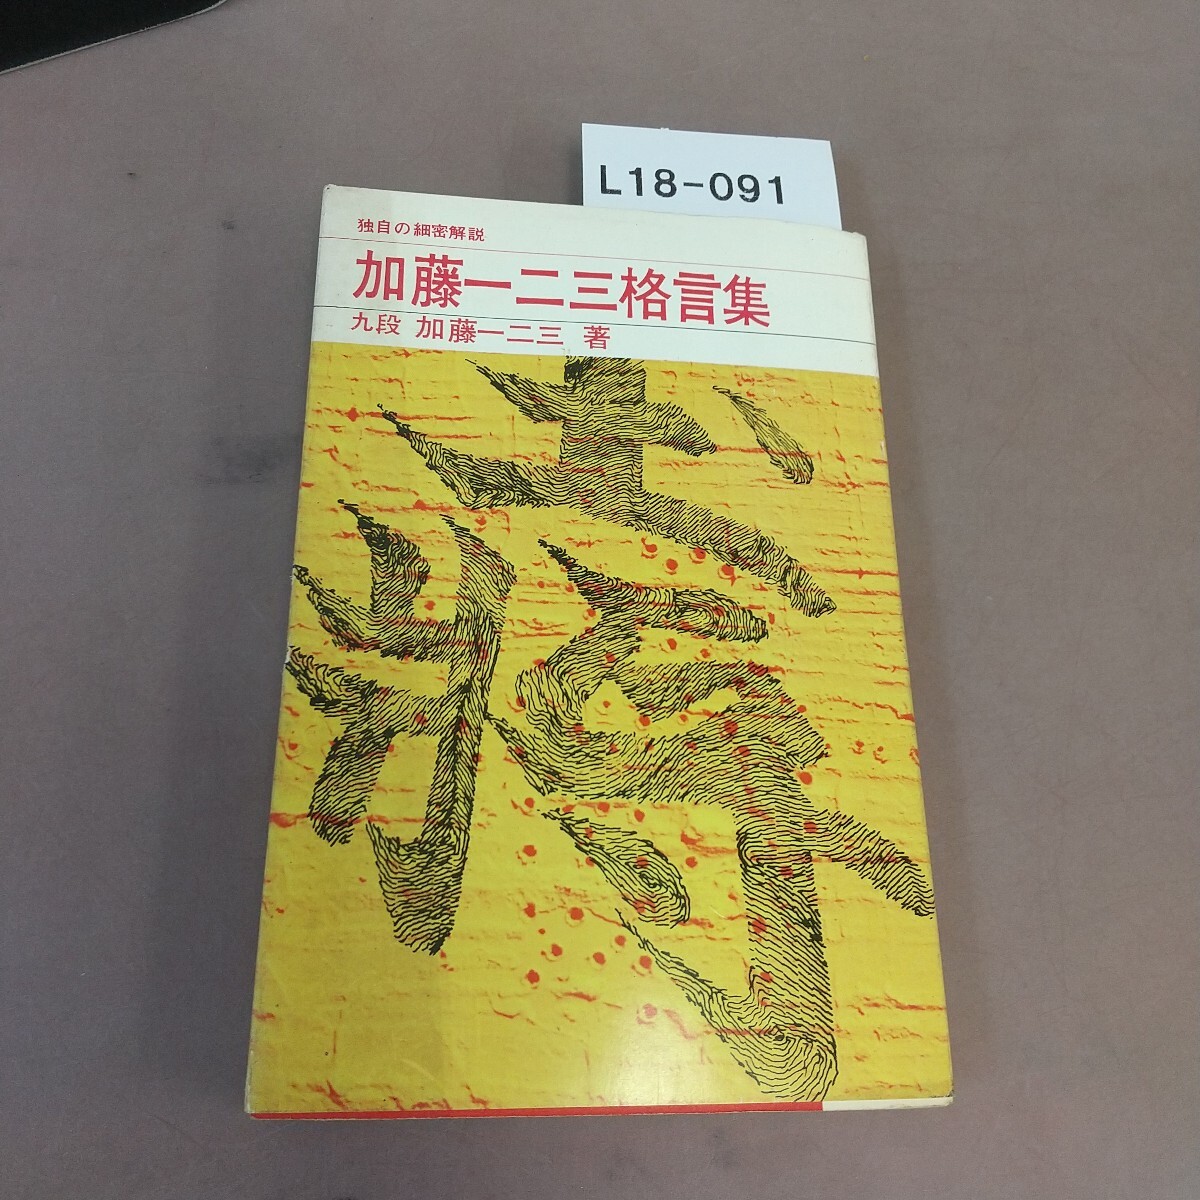 L18-091
独自の細密解説
加藤一二三格言集
九段 加藤一二三 著